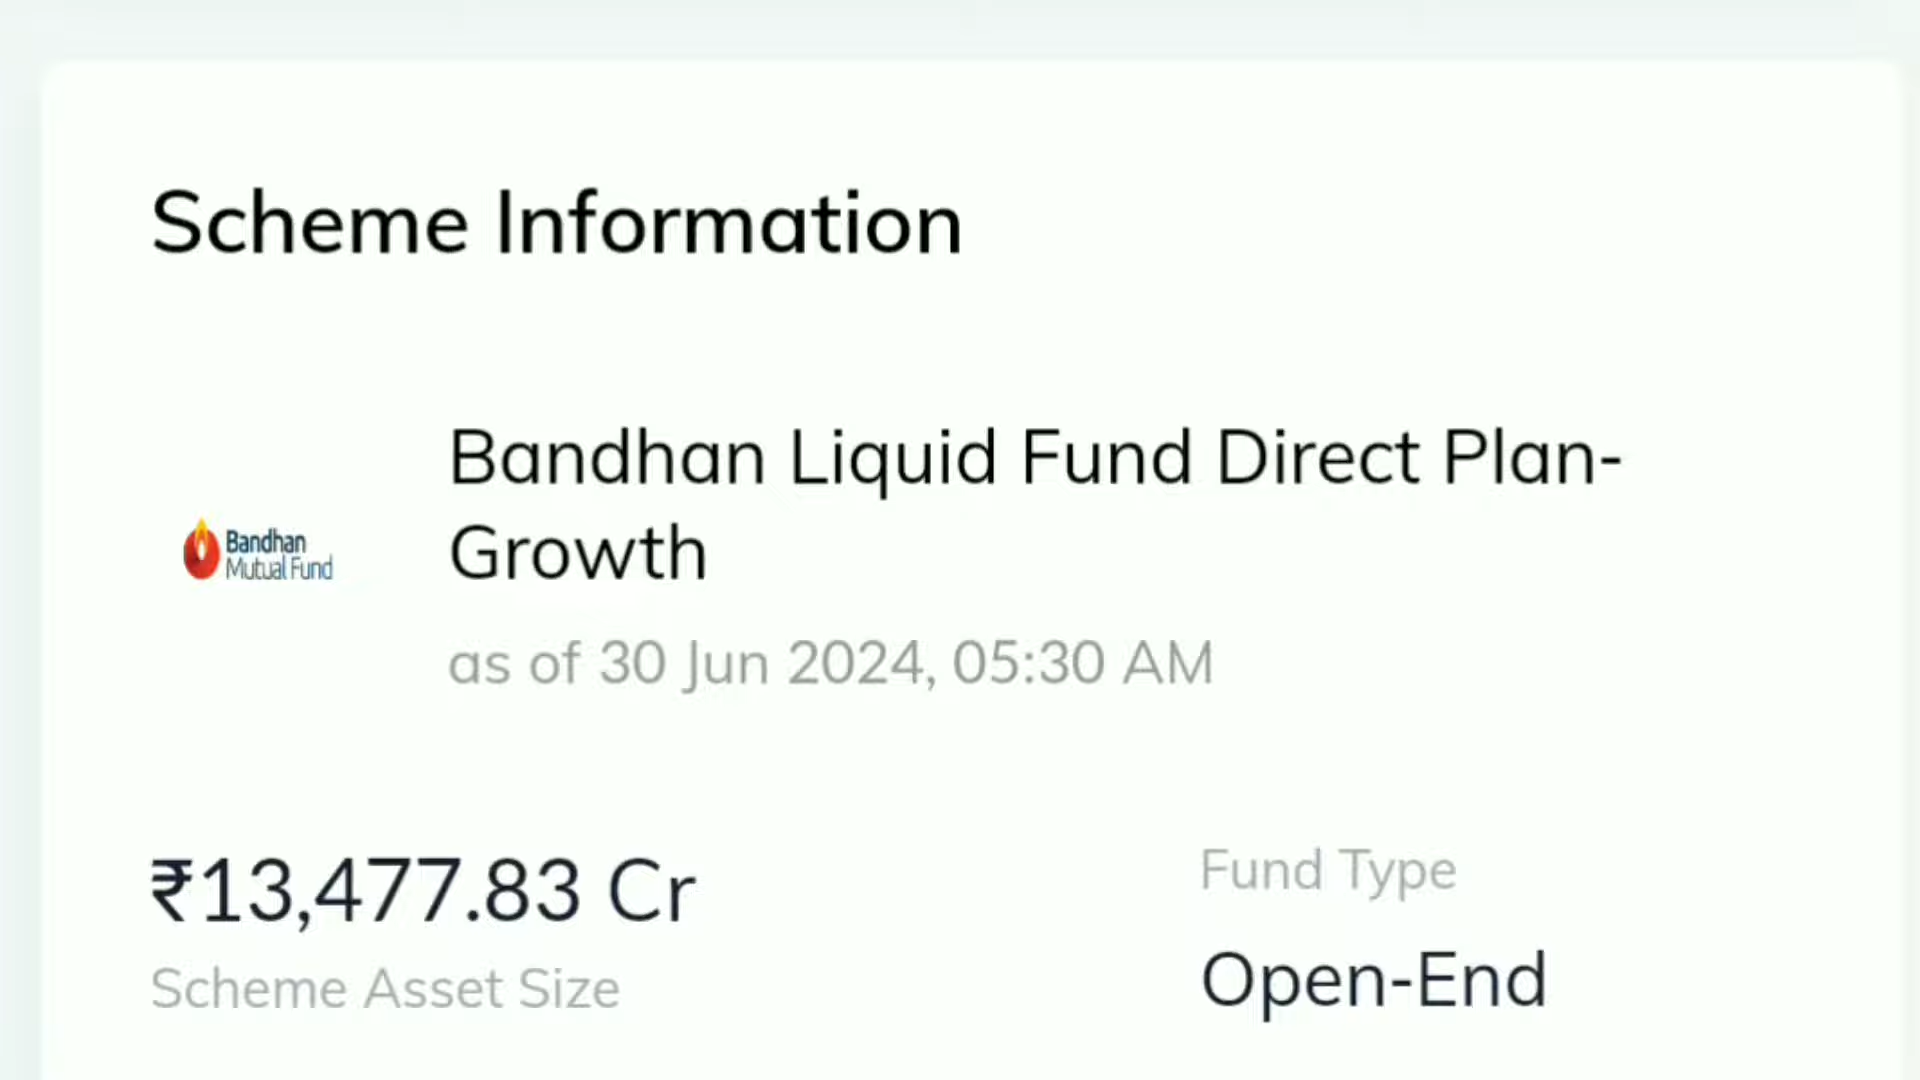 Scheme Information
Bandhan Liquid Fund Direct Plan-
Growth
Bandhan
Mutual Fund
as of 30 Jun 2024, 05:30 AM
₹13,477.83 Cr
Scheme Asset Size
Fund Type
Open-End